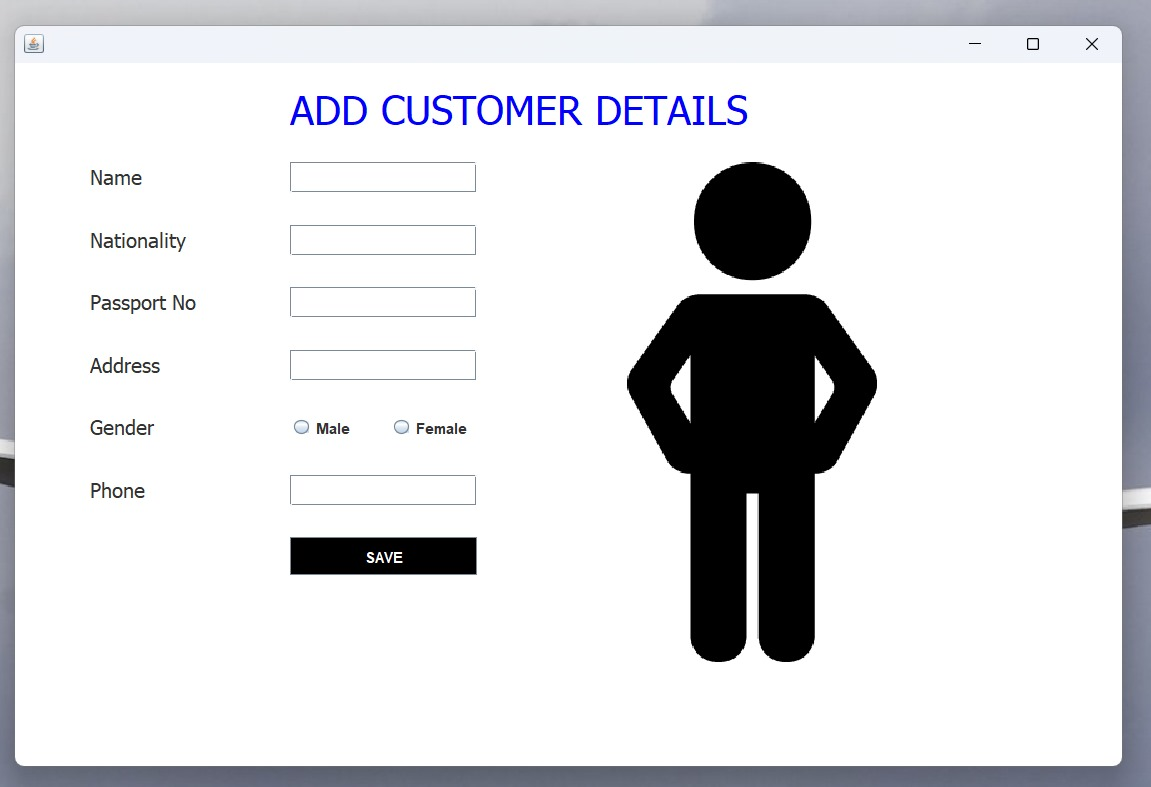 ADD CUSTOMER DETAILS
Name
Nationality
Passport No
Address
Gender Male Female
Phone
SAVE